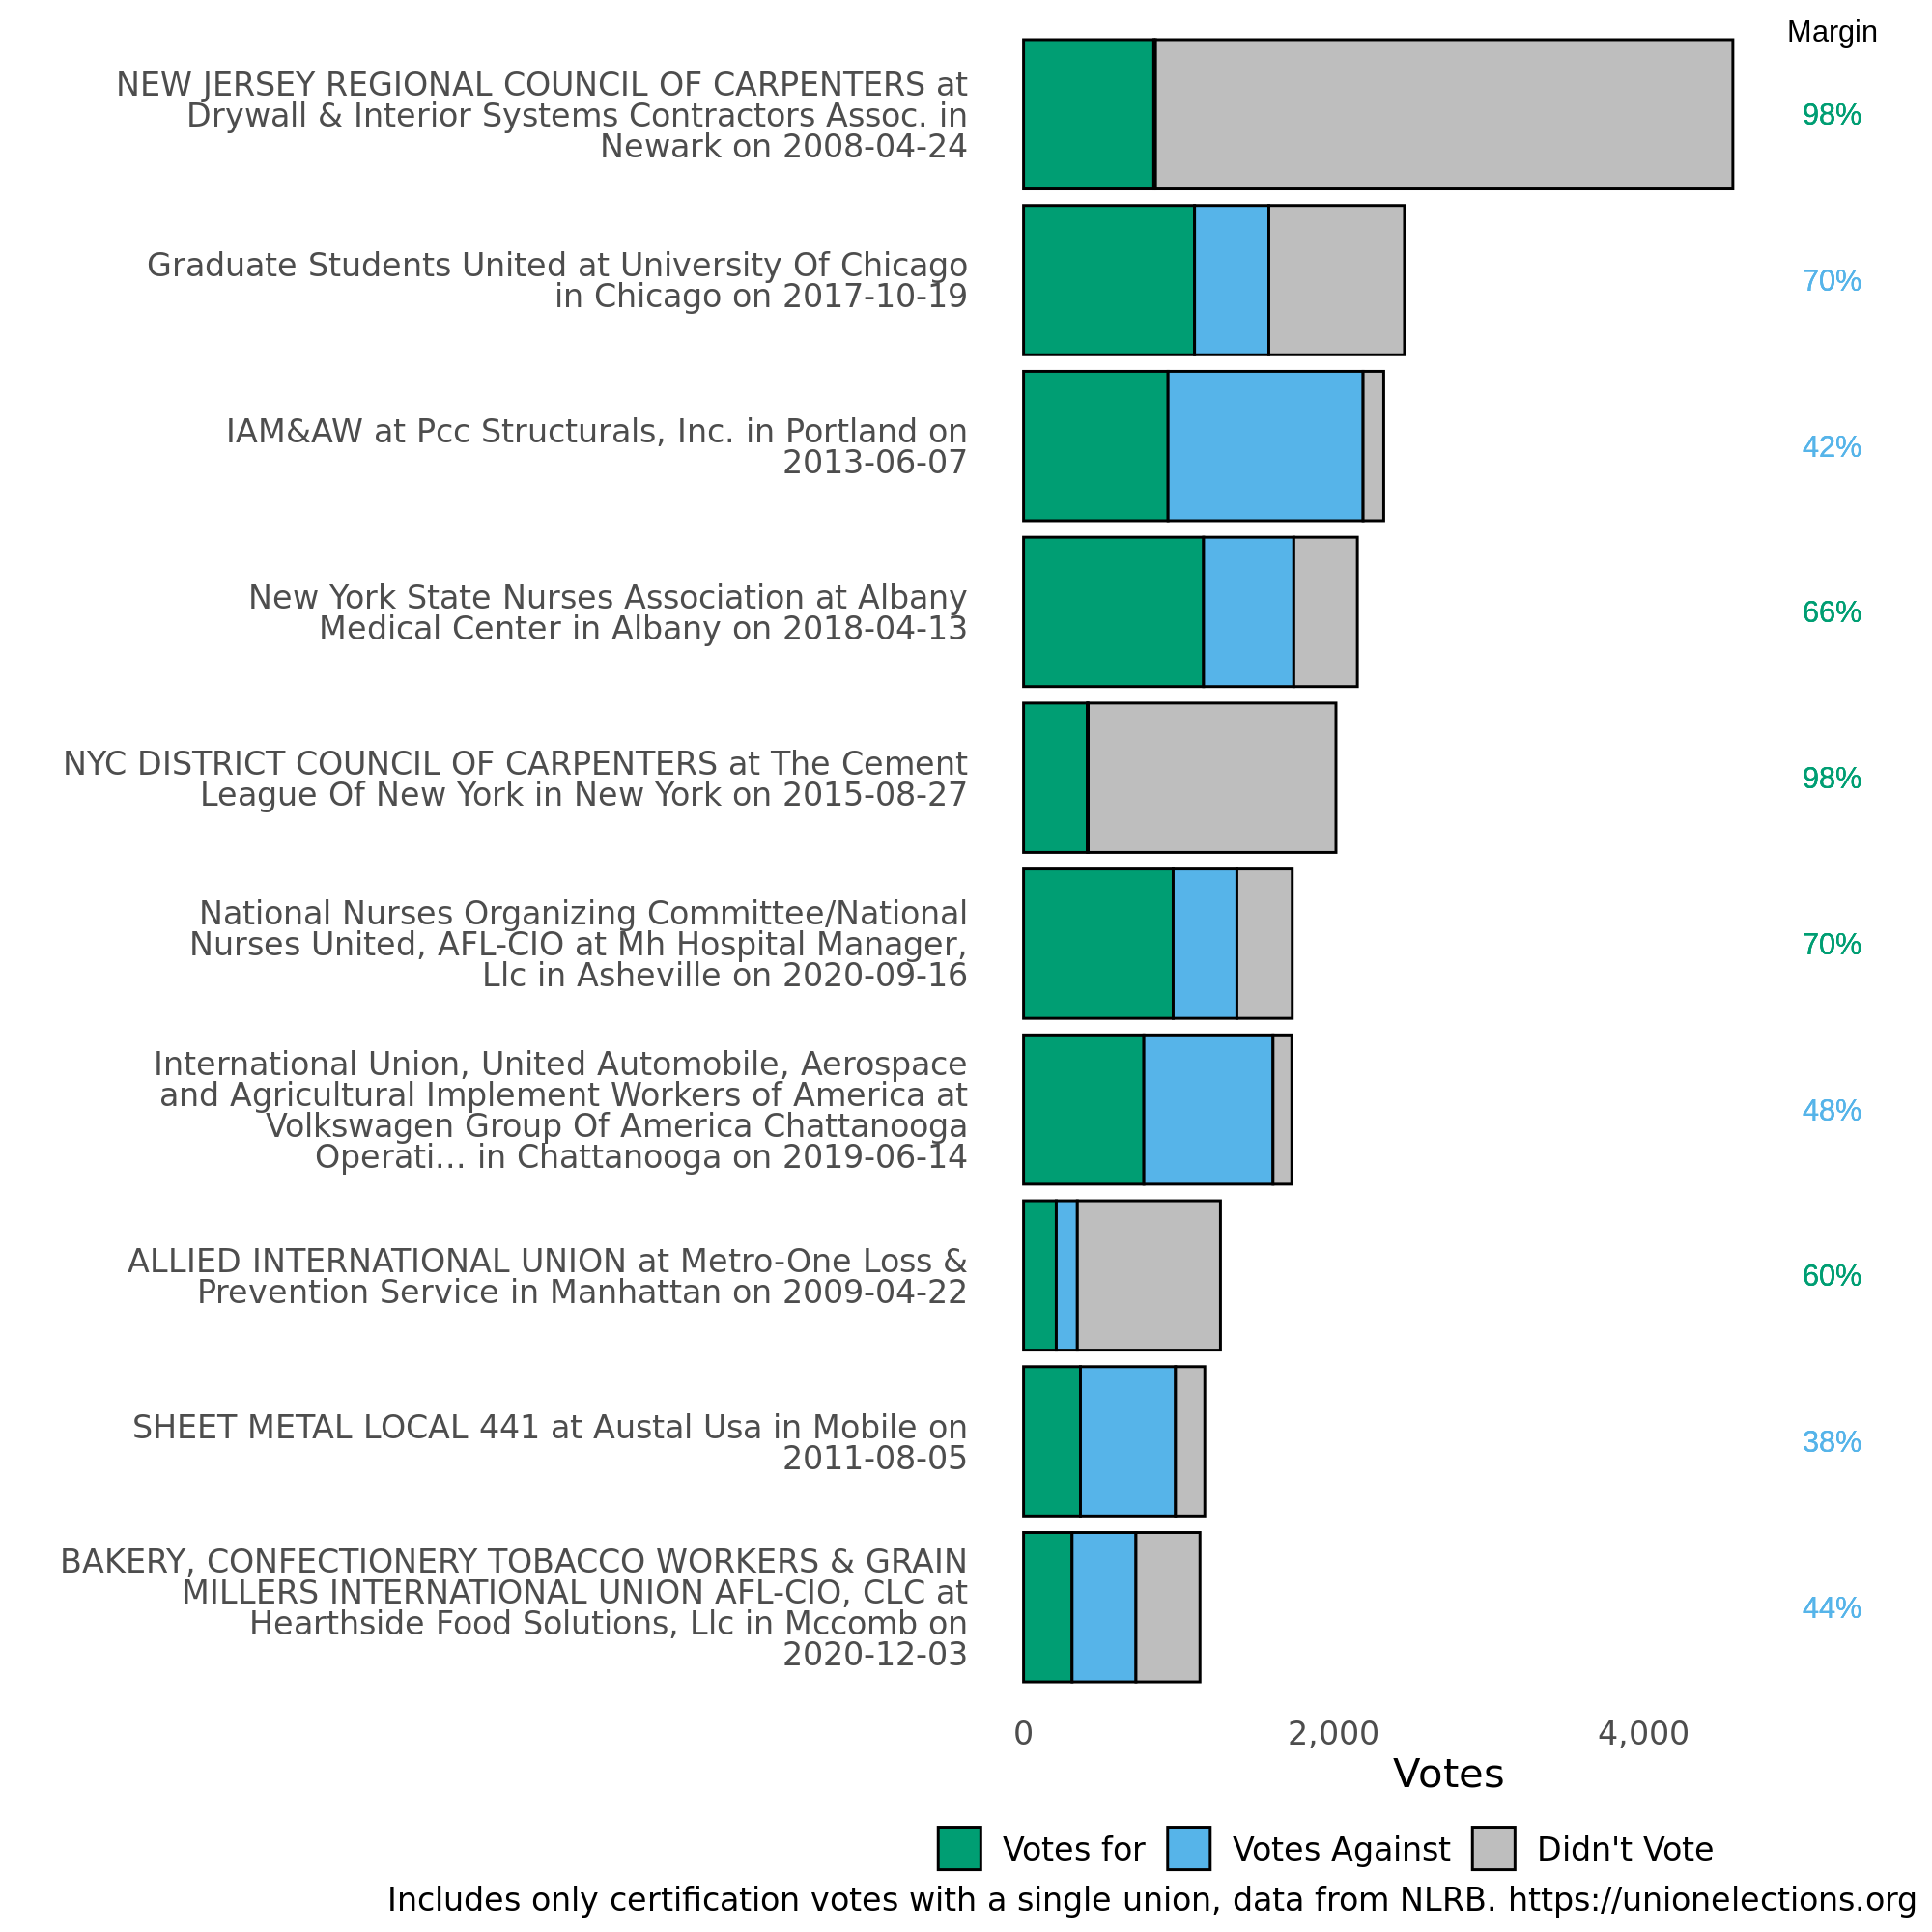 Margin
NEW JERSEY REGIONAL COUNCIL OF CARPENTERS at
Drywall & Interior Systems Contractors Assoc. in
Newark on 2008-04-24
98%
Graduate Students United at University Of Chicago
in Chicago on 2017-10-19
70%
IAM&AW at Pcc Structurals, Inc. in Portland on
2013-06-07
42%
New York State Nurses Association at Albany
Medical Center in Albany on 2018-04-13
66%
NYC DISTRICT COUNCIL OF CARPENTERS at The Cement
League Of New York in New York on 2015-08-27
98%
National Nurses Organizing Committee/National
Nurses United, AFL-CIO at Mh Hospital Manager,
Llc in Asheville on 2020-09-16
70%
International Union, United Automobile, Aerospace
and Agricultural Implement Workers of America at
Volkswagen Group Of America Chattanooga
Operati... in Chattanooga on 2019-06-14
48%
ALLIED INTERNATIONAL UNION at Metro-One Loss &
Prevention Service in Manhattan on 2009-04-22
60%
SHEET METAL LOCAL 441 at Austal Usa in Mobile on
2011-08-05
38%
BAKERY, CONFECTIONERY TOBACCO WORKERS & GRAIN
MILLERS INTERNATIONAL UNION AFL-CIO, CLC at
Hearthside Food Solutions, Llc in Mccomb on
2020-12-03
44%
0 2,000 4,000
Votes
Votes for Votes Against Didn't Vote
Includes only certification votes with a single union, data from NLRB. https://unionelections.org